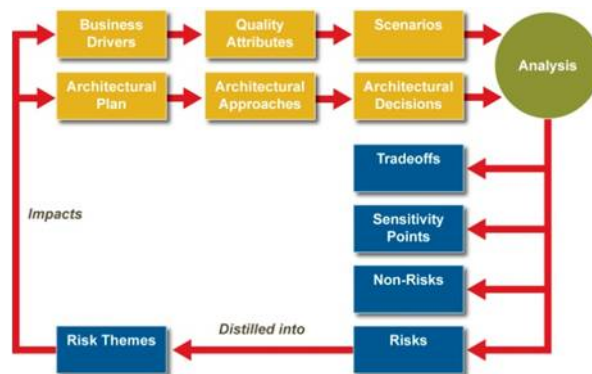 Business
Drivers
Quality
Attributes
Scenarios
Analysis
Architectural
Plan
Architectural
Approaches
Architectural
Decisions
Tradeoffs
Impacts
Sensitivity
Points
Non-Risks
Distilled into
Risk Themes
Risks